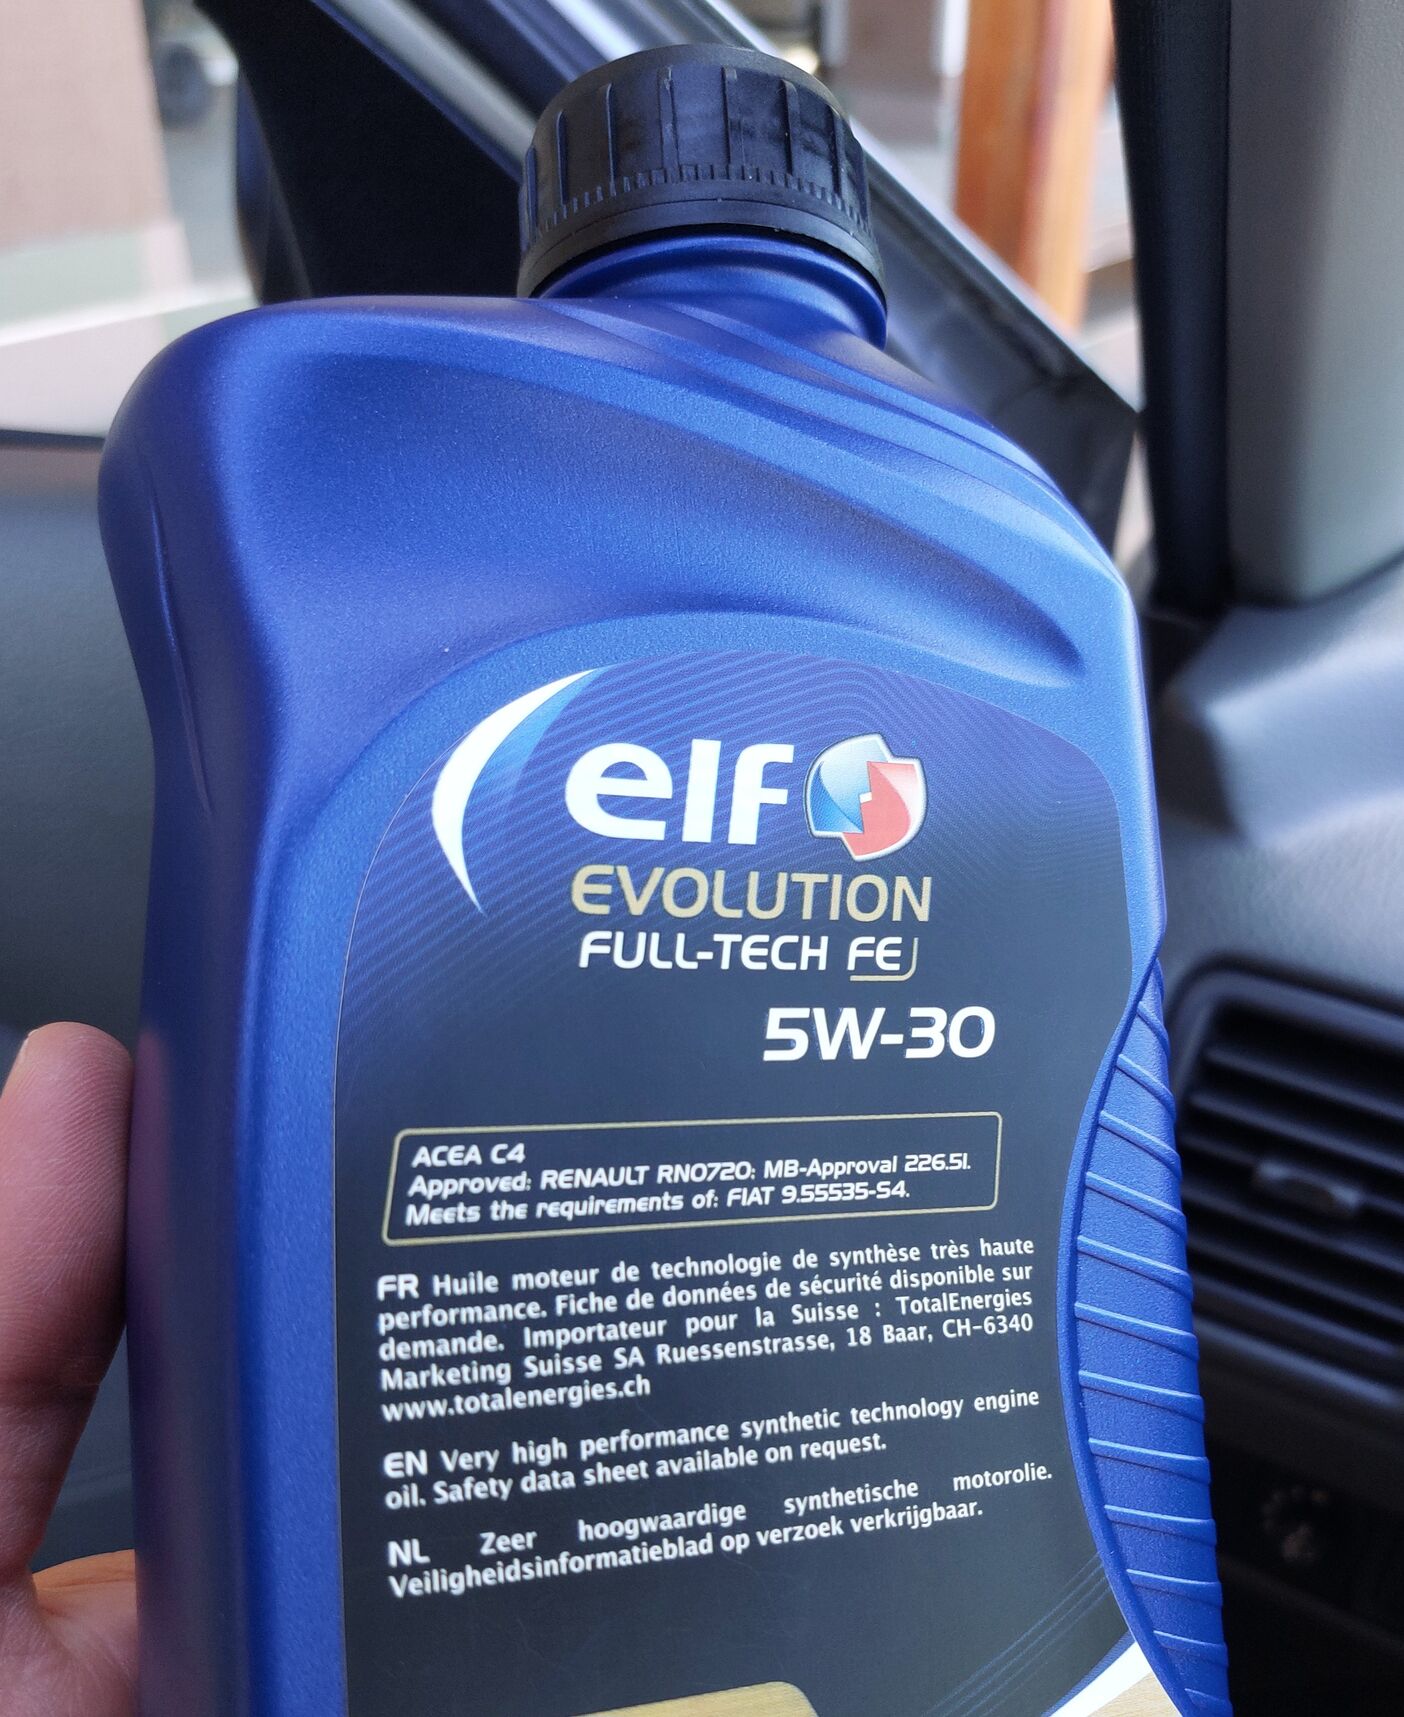 elf
EVOLUTION
FULL-TECH FE
5W-30
ACEA C4
Approved: RENAULT RN0720; MB-Approval 226.51.
Meets the requirements of: FIAT 9.55535-S4.
FR Huile moteur de technologie de synthèse très haute
performance. Fiche de données de sécurité disponible sur
demande. Importateur pour la Suisse : TotalEnergies
Marketing Suisse SA Ruessenstrasse, 18 Baar, CH-6340
www.totalenergies.ch
EN Very high performance synthetic technology engine
oil. Safety data sheet available on request.
NL Zeer hoogwaardige synthetische motorolie.
Veiligheidsinformatieblad op verzoek verkrijgbaar.